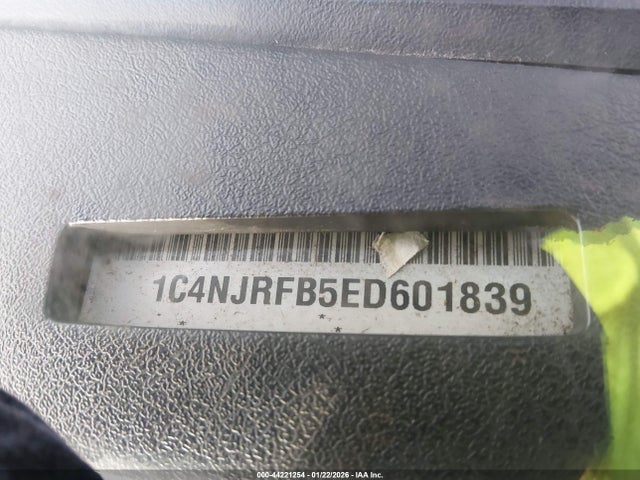 1C4NJRFB5ED601839
* *
*
000-44221254 | 01/22/2026 - IAA Inc.